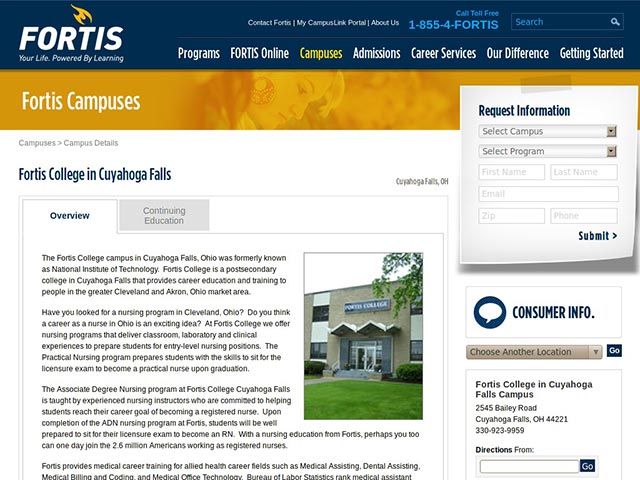 FORTIS
Your Life. Powered By Learning
Contact Fortis | My CampusLink Portal | About Us
Call Toll Free
1-855-4-FORTIS
Search
Programs FORTIS Online Campuses Admissions Career Services Our Difference Getting Started
Fortis Campuses
Request Information
Select Campus
Select Program
First Name Last Name
Email
Zip Phone
Submit >
Campuses > Campus Details
Fortis College in Cuyahoga Falls
Cuyahoga Falls, OH
Overview
Continuing
Education
The Fortis College campus in Cuyahoga Falls, Ohio was formerly known
as National Institute of Technology. Fortis College is a postsecondary
college in Cuyahoga Falls that provides career education and training to
people in the greater Cleveland and Akron, Ohio market area.
Have you looked for a nursing program in Cleveland, Ohio? Do you think
a career as a nurse in Ohio is an exciting idea? At Fortis College we offer
nursing programs that deliver classroom, laboratory and clinical
experiences to prepare students for entry-level nursing positions. The
Practical Nursing program prepares students with the skills to sit for the
licensure exam to become a practical nurse upon graduation.
The Associate Degree Nursing program at Fortis College Cuyahoga Falls
is taught by experienced nursing instructors who are committed to helping
students reach their career goal of becoming a registered nurse. Upon
completion of the ADN nursing program at Fortis, students will be well
prepared to sit for their licensure exam to become an RN. With a nursing education from Fortis, perhaps you too
can one day join the 2.6 million Americans working as registered nurses.
Fortis provides medical career training for allied health career fields such as Medical Assisting, Dental Assisting,
Medical Billing and Coding, and Medical Office Technology. Bureau of Labor Statistics rank medical assistant
FORTIS COLLEGE
CONSUMER INFO.
Choose Another Location
Go
Fortis College in Cuyahoga
Falls Campus
2545 Bailey Road
Cuyahoga Falls, OH 44221
330-923-9959
Directions From:
Go